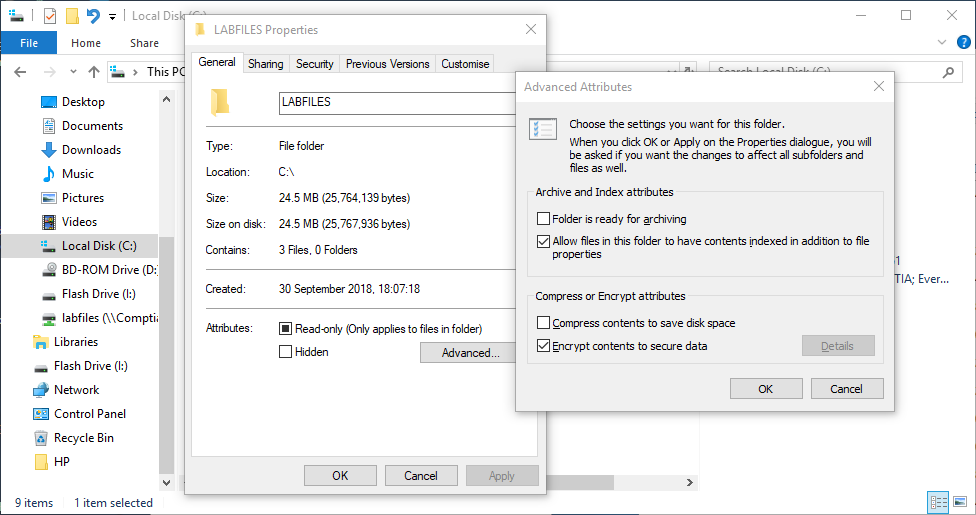 Local Disk (C:)
File
Home
Share
This PC
Search Local Disk (C:)
Desktop
Documents
Downloads
Music
Pictures
Videos
Local Disk (C:)
BD-ROM Drive (D:
Flash Drive (I:)
labfiles (\\Comptia
Libraries
Flash Drive (I:)
Network
Control Panel
Recycle Bin
HP
9 items
1 item selected
LABFILES Properties
General
Sharing
Security
Previous Versions
Customise
LABFILES
Type:
File folder
Location:
C:\
Size:
24.5 MB (25,764,139 bytes)
Size on disk:
24.5 MB (25,767,936 bytes)
Contains:
3 Files, 0 Folders
Created:
30 September 2018, 18:07:18
Attributes:
Read-only (Only applies to files in folder)
Hidden
Advanced...
OK
Cancel
Apply
Advanced Attributes
Choose the settings you want for this folder.
When you click OK or Apply on the Properties dialogue, you will
be asked if you want the changes to affect all subfolders and
files as well.
Archive and Index attributes
Folder is ready for archiving
Allow files in this folder to have contents indexed in addition to file
properties
Compress or Encrypt attributes
Compress contents to save disk space
Encrypt contents to secure data
Details
OK
Cancel
TIA; Ever...